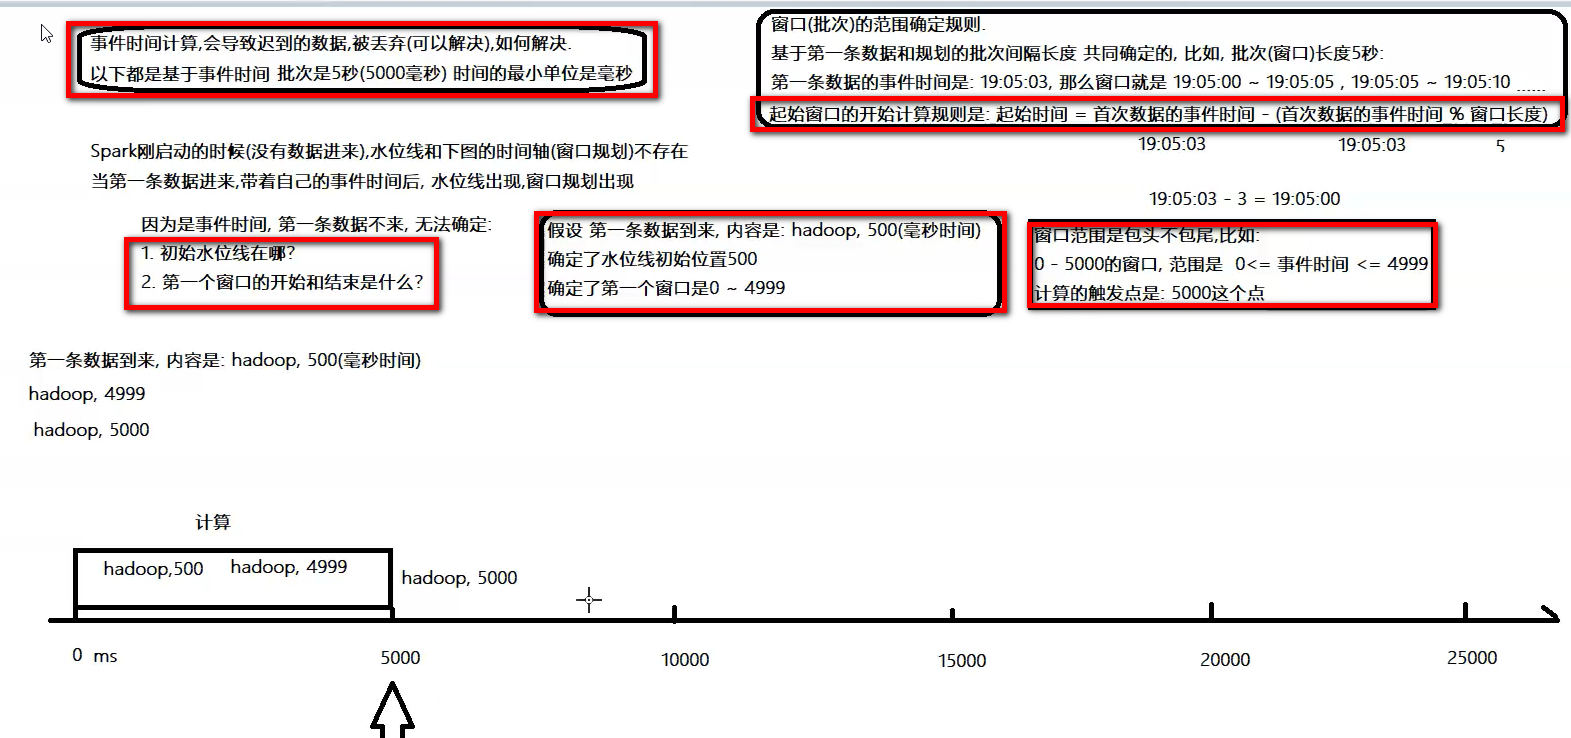 事件时间计算,会导致迟到的数据,被丢弃(可以解决),如何解决.
以下都是基于事件时间 批次是5秒(5000毫秒) 时间的最小单位是毫秒
窗口(批次)的范围确定规则.
基于第一条数据和规划的批次间隔长度 共同确定的, 比如, 批次(窗口)长度5秒:
第一条数据的事件时间是: 19:05:03, 那么窗口就是 19:05:00 ~ 19:05:05 , 19:05:05 ~ 19:05:10 ......
起始窗口的开始计算规则是: 起始时间 = 首次数据的事件时间 - (首次数据的事件时间 % 窗口长度)
19:05:03 19:05:03 5
19:05:03 - 3 = 19:05:00
Spark刚启动的时候(没有数据进来),水位线和下图的时间轴(窗口规划)不存在
当第一条数据进来,带着自己的事件时间后, 水位线出现,窗口规划出现
因为是事件时间, 第一条数据不来, 无法确定:
1. 初始水位线在哪?
2. 第一个窗口的开始和结束是什么?
假设 第一条数据到来, 内容是: hadoop, 500(毫秒时间)
确定了水位线初始位置500
确定了第一个窗口是0 ~ 4999
窗口范围是包头不包尾,比如:
0 - 5000的窗口, 范围是 0<= 事件时间 <= 4999
计算的触发点是: 5000这个点
第一条数据到来, 内容是: hadoop, 500(毫秒时间)
hadoop, 4999
hadoop, 5000
计算
hadoop,500 hadoop, 4999
hadoop, 5000
0 ms 5000 10000 15000 20000 25000